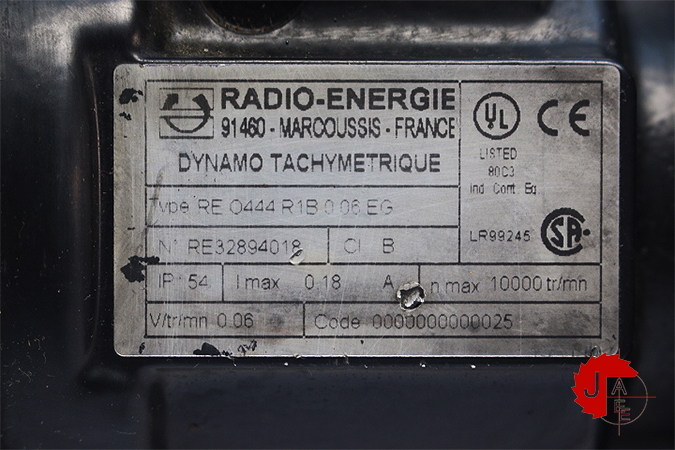 RADIO-ENERGIE
91460 - MARCOUSSIS - FRANCE
DYNAMO TACHYMETRIQUE
UL
CE
LISTED
80C3
Ind. Cont. Eq
LR99245
SA
Type RE O444 R1B 0.06 EG
N° RE32894018 Cl B
IP 54 I max 0.18 A n max 10000 tr/mn
V/tr/mn 0.06 Code 0000000000025
J
A